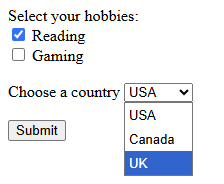 Select your hobbies:
Reading
Gaming
Choose a country USA
USA
Canada
UK
Submit